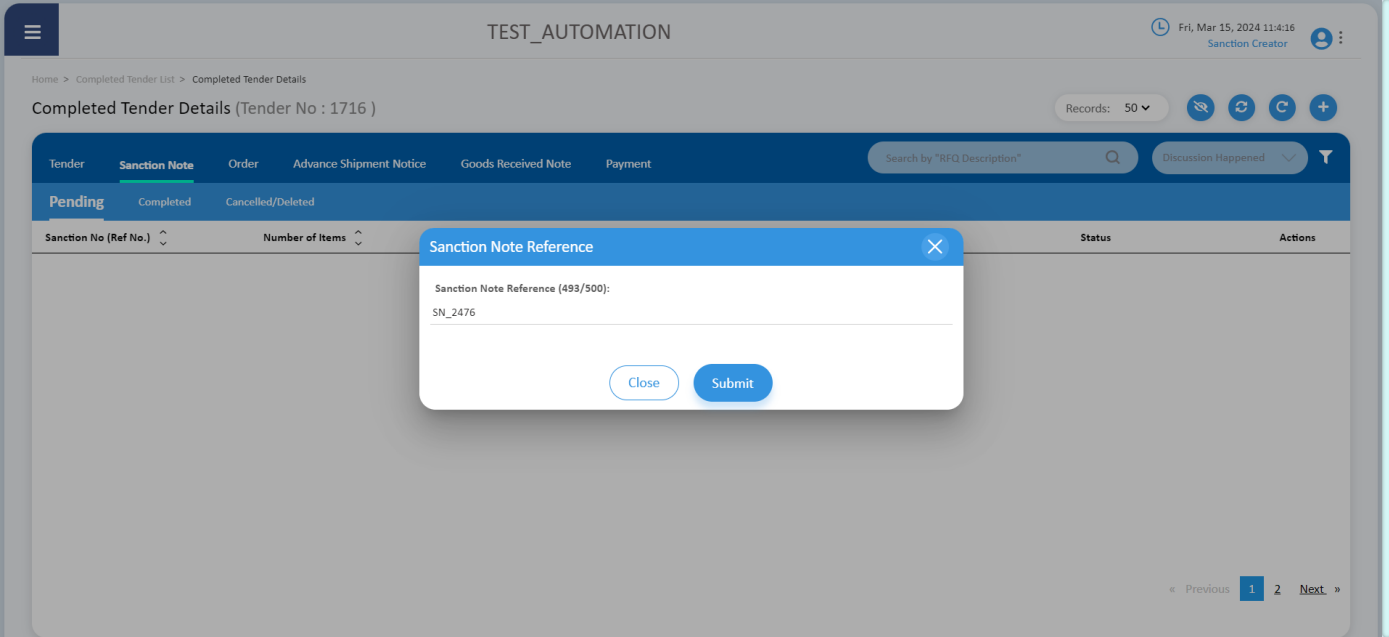 TEST_AUTOMATION
Fri, Mar 15, 2024 11:4:16
Sanction Creator
Home > Completed Tender List > Completed Tender Details
Completed Tender Details (Tender No : 1716 )
Records: 50
Tender Sanction Note Order Advance Shipment Notice Goods Received Note Payment
Search by "RFQ Description"
Discussion Happened
Pending Completed Cancelled/Deleted
Sanction No (Ref No.) Number of Items Status Actions
Sanction Note Reference
Sanction Note Reference (493/500):
SN_2476
Close Submit
« Previous 1 2 Next »